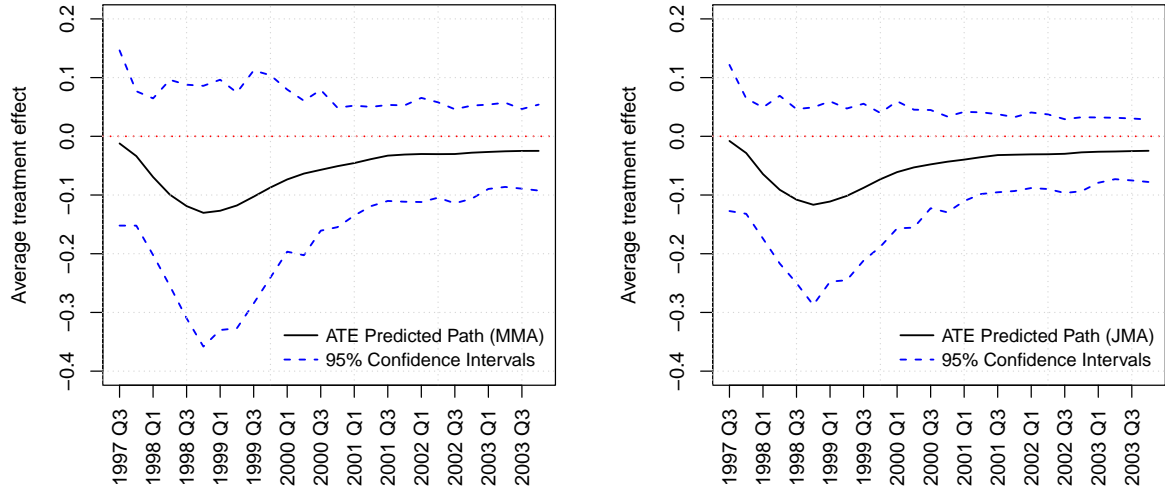 Average treatment effect
0.2
0.1
0.0
−0.1
−0.2
−0.3
−0.4
ATE Predicted Path (MMA)
95% Confidence Intervals
1997 Q3
1998 Q1
1998 Q3
1999 Q1
1999 Q3
2000 Q1
2000 Q3
2001 Q1
2001 Q3
2002 Q1
2002 Q3
2003 Q1
2003 Q3
Average treatment effect
0.2
0.1
0.0
−0.1
−0.2
−0.3
−0.4
ATE Predicted Path (JMA)
95% Confidence Intervals
1997 Q3
1998 Q1
1998 Q3
1999 Q1
1999 Q3
2000 Q1
2000 Q3
2001 Q1
2001 Q3
2002 Q1
2002 Q3
2003 Q1
2003 Q3